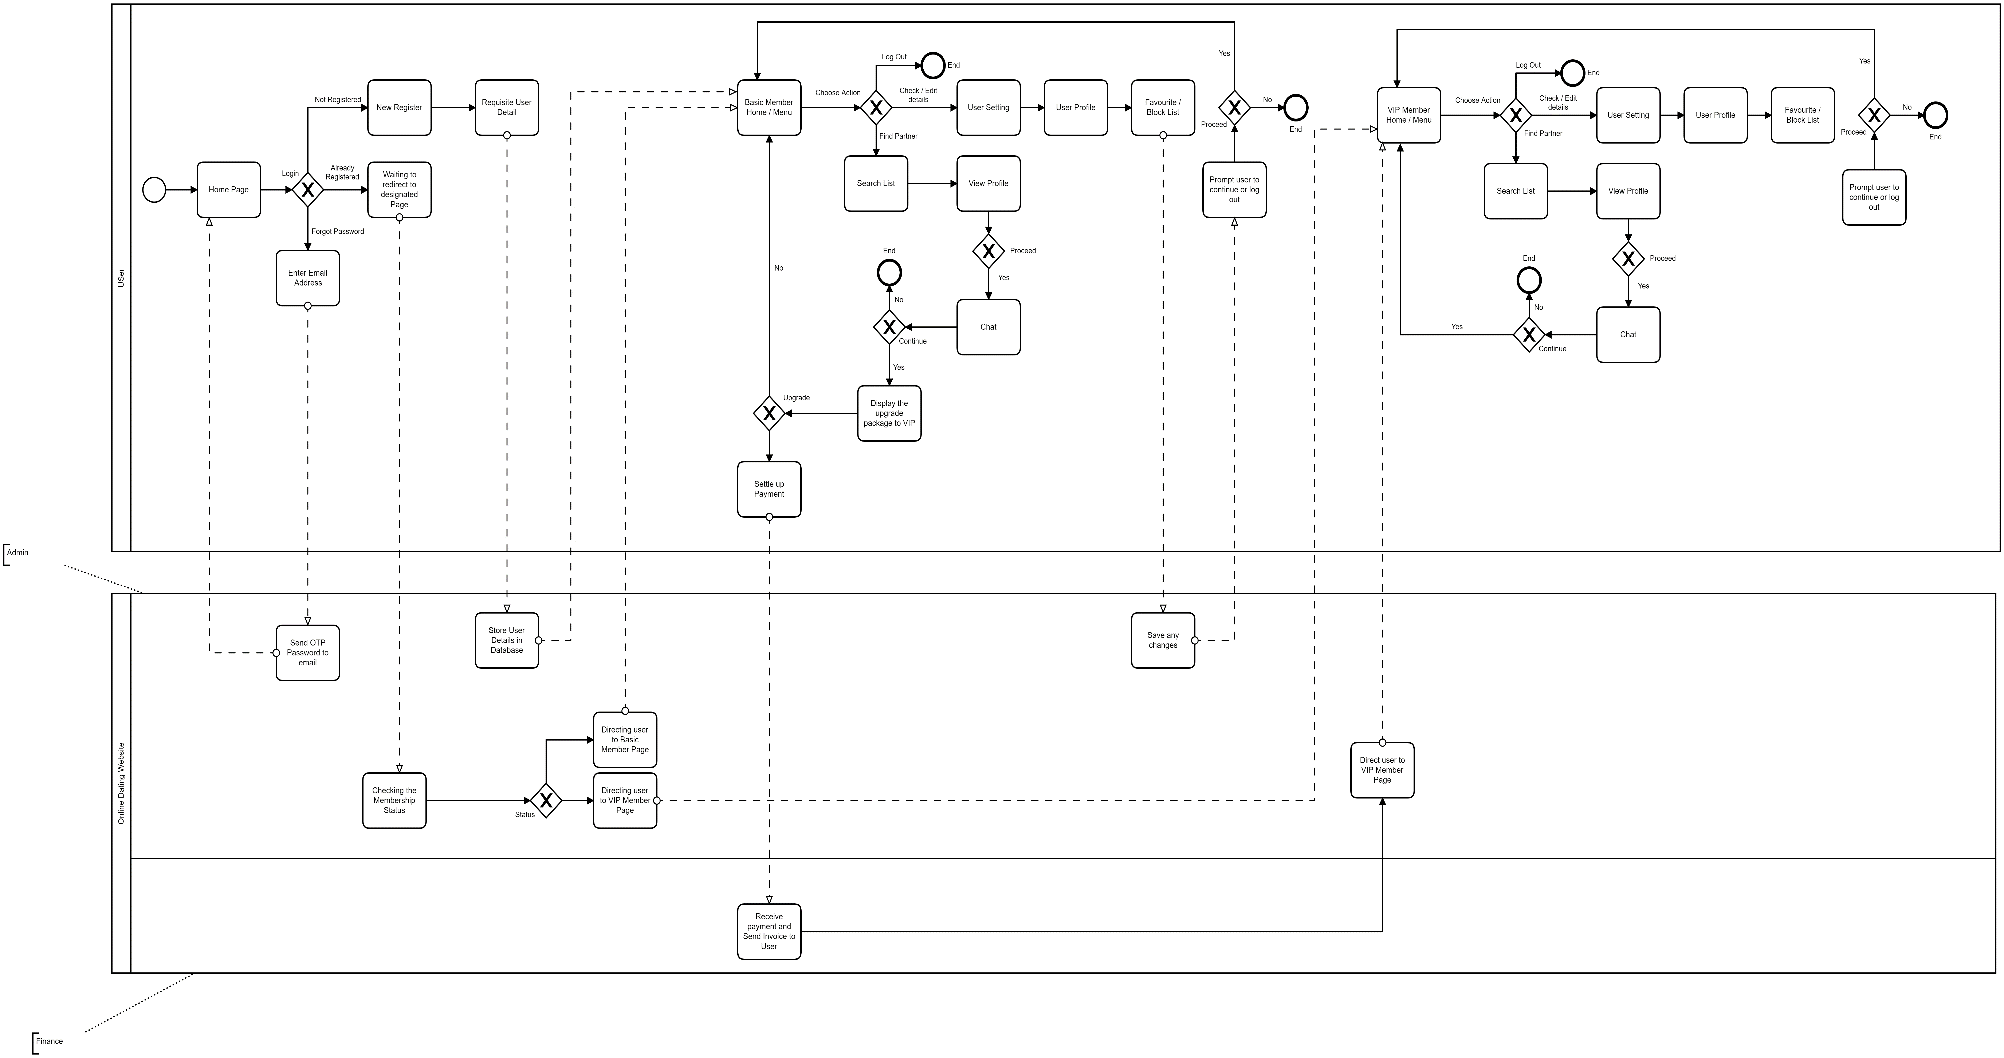 USer
Home Page
Login
Not Registered
New Register
Requisite User
Detail
Already
Registered
Waiting to
redirect to
designated
Page
Forgot Password
Enter Email
Address
Basic Member
Home / Menu
Choose Action
Log Out
End
Check / Edit
details
User Setting
User Profile
Favourite /
Block List
Find Partner
Search List
View Profile
Proceed
Yes
Chat
Continue
No
End
Yes
Display the
upgrade
package to VIP
Upgrade
No
Settle up
Payment
Prompt user to
continue or log
out
Proceed
Yes
No
End
VIP Member
Home / Menu
Choose Action
Log Out
End
Check / Edit
details
User Setting
User Profile
Favourite /
Block List
Find Partner
Search List
View Profile
Proceed
Yes
Chat
Continue
No
End
Yes
Prompt user to
continue or log
out
Proceed
Yes
No
End
Admin
Online Dating Website
Send OTP
Password to
email
Store User
Details in
Database
Save any
changes
Checking the
Membership
Status
Status
Directing user
to Basic
Member Page
Directing user
to VIP Member
Page
Direct user to
VIP Member
Page
Receive
payment and
Send Invoice to
User
Finance